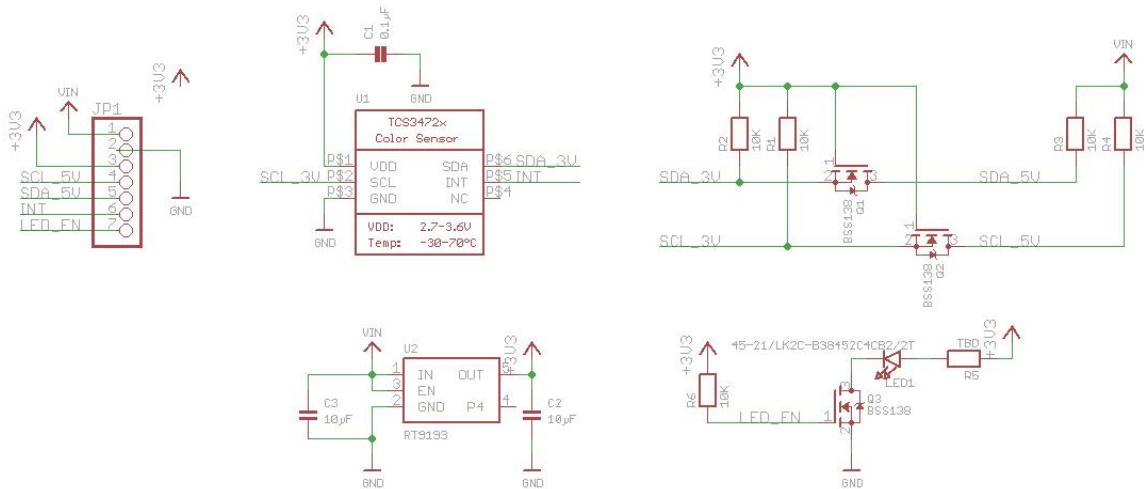 JP1
VIN
+3V3
+3V3
1
2
3
4
5
6
7
SCL_5V
SDA_5V
INT
LED_EN
GND
+3V3
C1
0.1µF
GND
U1
TCS3472x
Color Sensor
P$1 VDD SDA P$6 SDA_3V
SCL_3V P$2 SCL INT P$5 INT
P$3 GND NC P$4
GND
VDD: 2.7-3.6V
Temp: -30-70°C
+3V3
VIN
R2
10K
R1
10K
R3
10K
R4
10K
SDA_3V
1
2
3
Q1
BSS138
SDA_5V
SCL_3V
1
2
3
Q2
BSS138
SCL_5V
VIN
U2
+3V3
1 IN OUT 5
3 EN
2 GND P4 4
RT9193
C3
10µF
C2
10µF
GND
GND
+3V3
45-21/LK2C-B38452C4CB2/2T
TBD
R5
+3V3
LED1
R6
10K
LED_EN
1
3
2
Q3
BSS138
GND